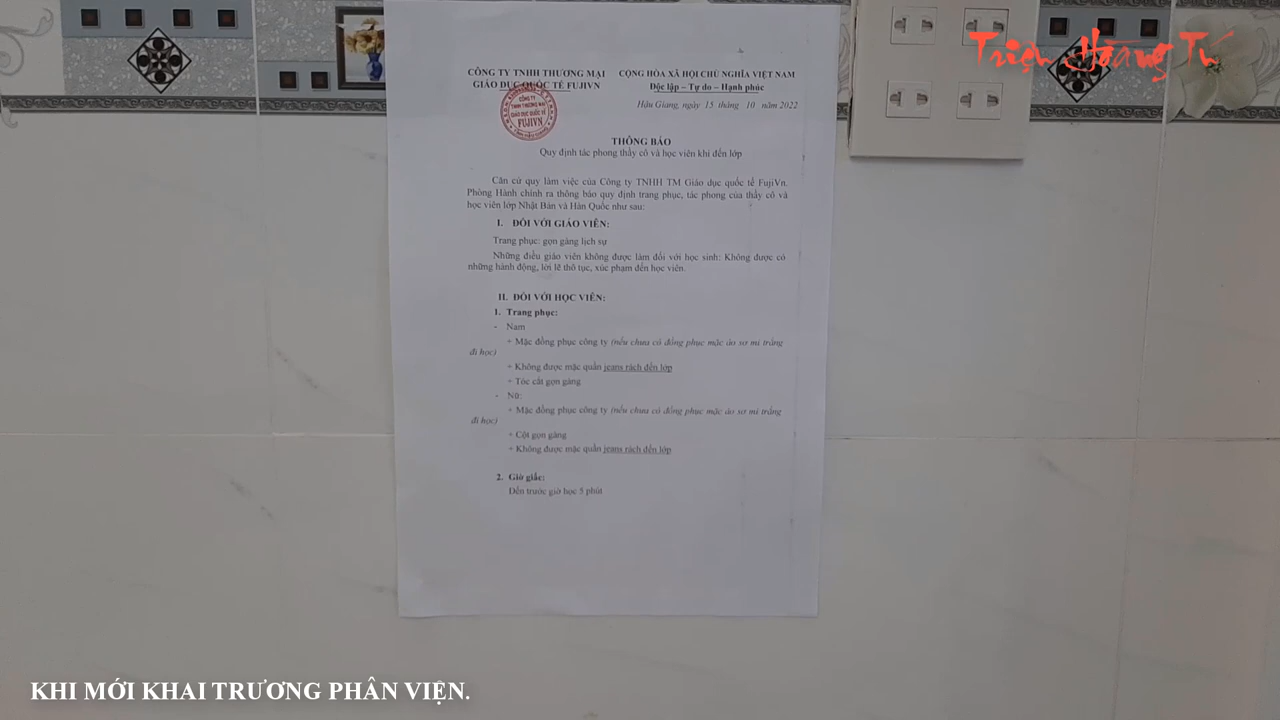 Triệu Hoàng Tú
CÔNG TY TNHH THƯƠNG MẠI
GIÁO DỤC QUỐC TẾ FUJIVN
CỘNG HÒA XÃ HỘI CHỦ NGHĨA VIỆT NAM
Độc lập – Tự do – Hạnh phúc
Hậu Giang, ngày 15 tháng 10 năm 2022
CÔNG TY
TNHH THƯƠNG MẠI
GIÁO DỤC QUỐC TẾ
FUJIVN
THÔNG BÁO
Quy định tác phong thầy cô và học viên khi đến lớp
Căn cứ quy làm việc của Công ty TNHH TM Giáo dục quốc tế FujiVn.
Phòng Hành chính ra thông báo quy định trang phục, tác phong của thầy cô và
học viên lớp Nhật Bản và Hàn Quốc như sau:
I. ĐỐI VỚI GIÁO VIÊN:
Trang phục: gọn gàng lịch sự
Những điều giáo viên không được làm đối với học sinh: Không được có
những hành động, lời lẽ thô tục, xúc phạm đến học viên.
II. ĐỐI VỚI HỌC VIÊN:
1. Trang phục:
- Nam
+ Mặc đồng phục công ty (nếu chưa có đồng phục mặc áo sơ mi trắng
đi học)
+ Không được mặc quần jeans rách đến lớp
+ Tóc cắt gọn gàng
- Nữ:
+ Mặc đồng phục công ty (nếu chưa có đồng phục mặc áo sơ mi trắng
đi học)
+ Cột gọn gàng
+ Không được mặc quần jeans rách đến lớp
2. Giờ giấc:
Đến trước giờ học 5 phút
KHI MỚI KHAI TRƯƠNG PHÂN VIỆN.